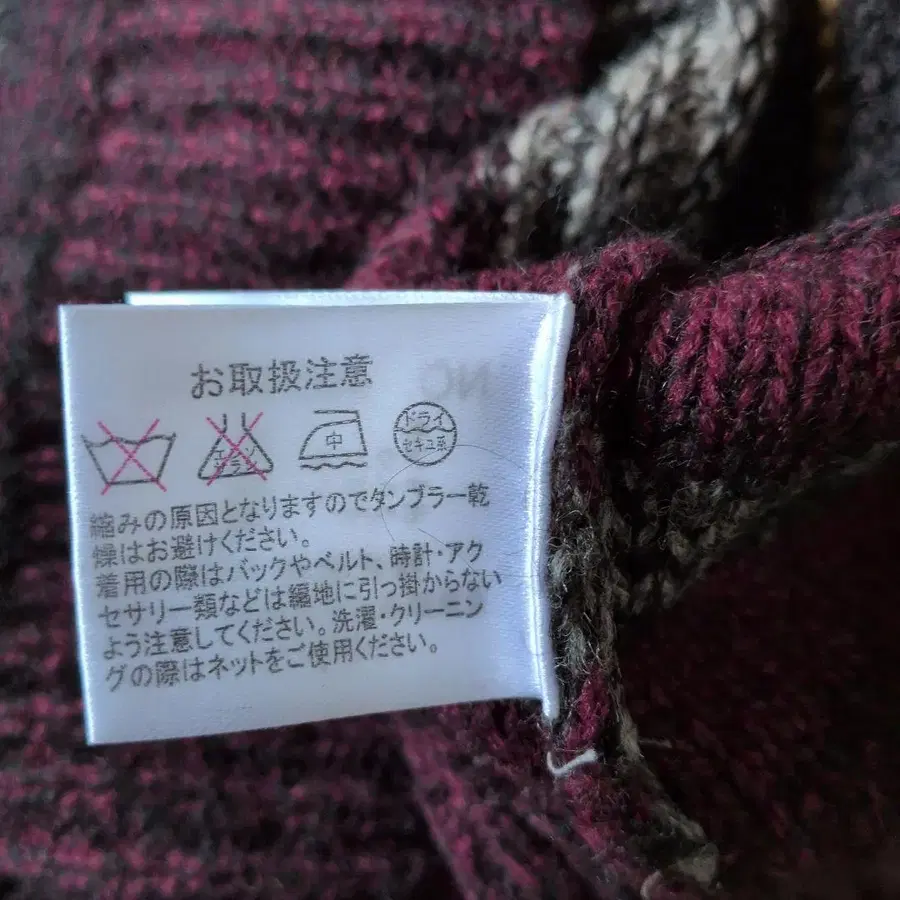 お取扱注意
エンソ
中
ドライ
セキユ系
縮みの原因となりますのでタンブラー乾
燥はお避けください。
着用の際はバックやベルト、時計・アク
セサリー類などは編地に引っ掛からない
よう注意してください。洗濯・クリーニン
グの際はネットをご使用ください。